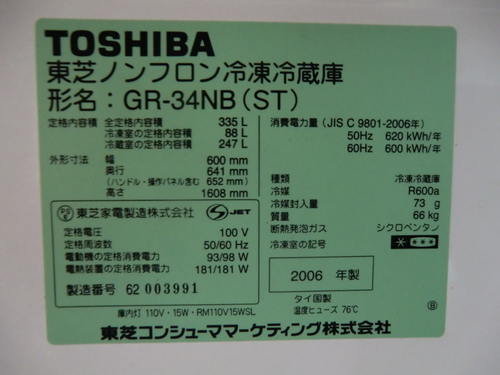 TOSHIBA
東芝ノンフロン冷凍冷蔵庫
形名：GR-34NB（ST）
定格内容積 全定格内容積 335 L
冷凍室の定格内容積 88 L
冷蔵室の定格内容積 247 L
外形寸法 幅 600 mm
奥行 641 mm
（ハンドル・操作パネル含む 652 mm）
高さ 1608 mm
消費電力量（JIS C 9801-2006年）
50Hz 620 kWh/年
60Hz 600 kWh/年
種類 冷凍冷蔵庫
冷媒 R600a
冷媒封入量 73 g
質量 66 kg
断熱発泡ガス シクロペンタン
冷凍室の記号
東芝家電製造株式会社 JET
定格電圧 100 V
定格周波数 50/60 Hz
電動機の定格消費電力 93/98 W
電熱装置の定格消費電力 181/181 W
製造番号 62 003991
2006 年製
タイ国製
温度ヒューズ 76℃
庫内灯 110V・15W・RM110V15WSL
Ⓑ
東芝コンシューママーケティング株式会社